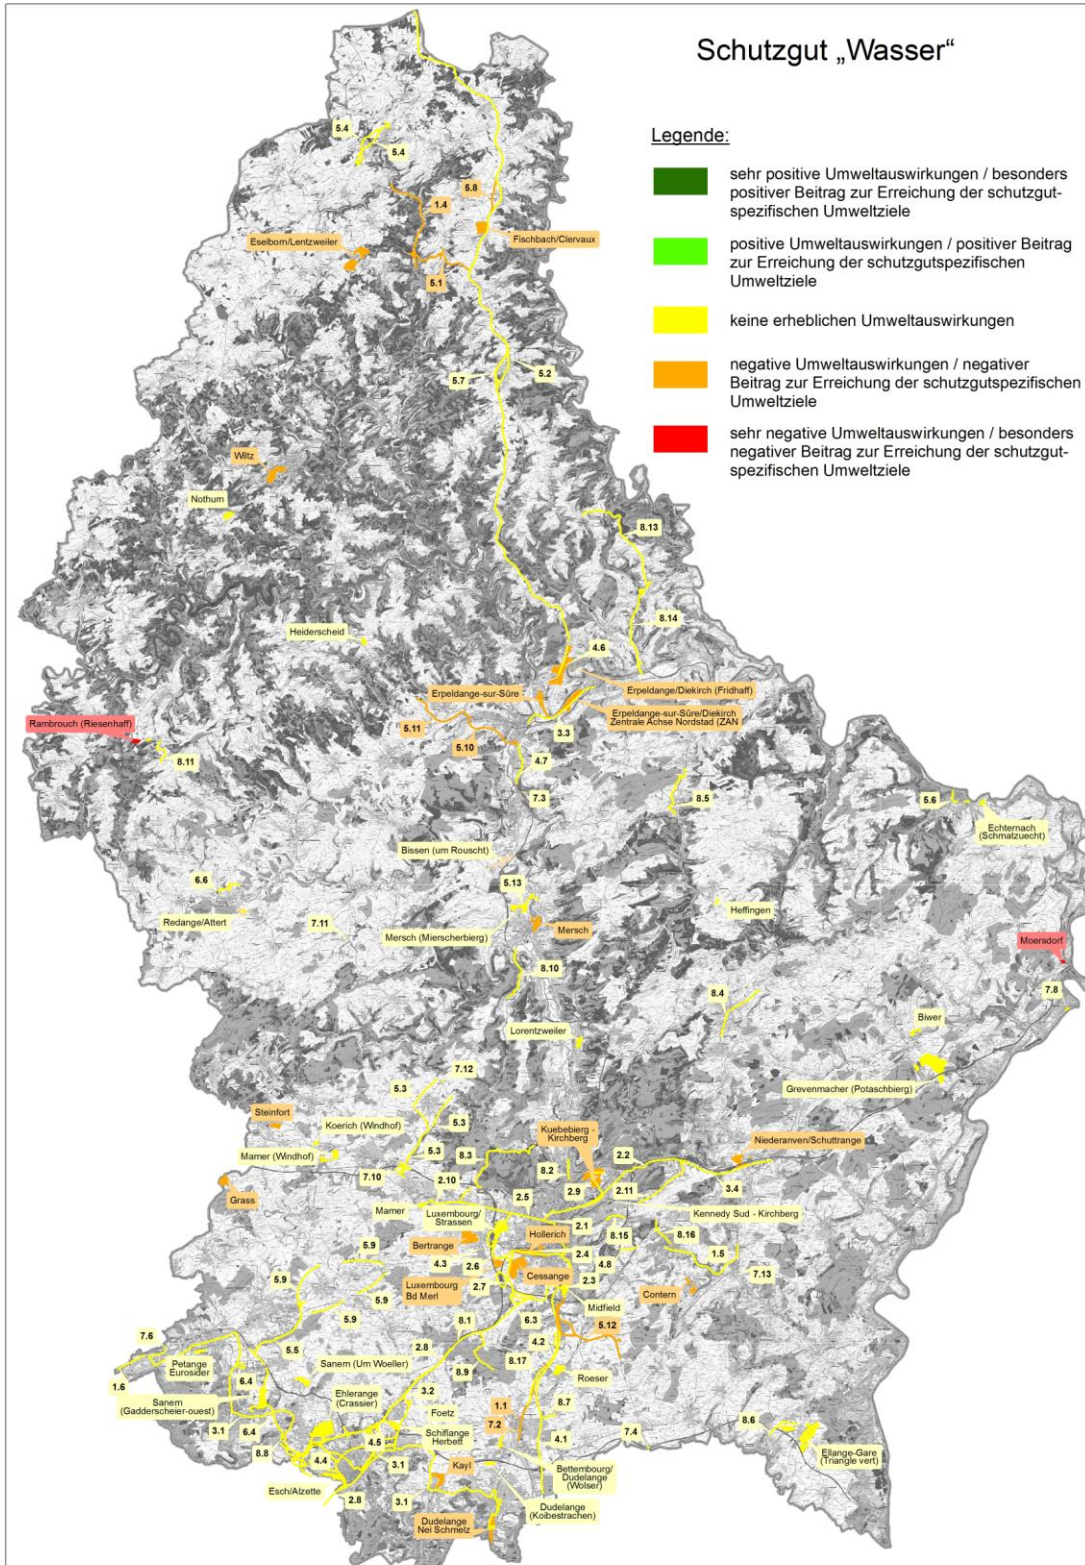 Schutzgut „Wasser“
Legende:
sehr positive Umweltauswirkungen / besonders
positiver Beitrag zur Erreichung der schutzgut-
spezifischen Umweltziele
positive Umweltauswirkungen / positiver Beitrag
zur Erreichung der schutzgutspezifischen
Umweltziele
keine erheblichen Umweltauswirkungen
negative Umweltauswirkungen / negativer
Beitrag zur Erreichung der schutzgutspezifischen
Umweltziele
sehr negative Umweltauswirkungen / besonders
negativer Beitrag zur Erreichung der schutzgut-
spezifischen Umweltziele
5.4
5.4
5.8
1.4
Fischbach/Clervaux
Eselborn/Lentzweiler
5.1
5.2
5.7
Wiltz
Nothum
8.13
8.14
Heiderscheid
4.6
Erpeldange/Diekirch (Fridhaff)
Erpeldange-sur-Sûre
Erpeldange-sur-Sûre/Diekirch
Zentrale Achse Nordstad (ZAN
Rambrouch (Riesenhaff)
5.11
3.3
5.10
8.11
4.7
7.3
8.5
5.6
Echternach
(Schmatzuecht)
Bissen (um Rouscht)
6.6
5.13
Redange/Attert
7.11
Mersch (Mierscherbierg)
Mersch
Heffingen
Moersdorf
8.10
7.8
8.4
Biwer
Lorentzweiler
7.12
Grevenmacher (Potaschbierg)
5.3
Steinfort
Koerich (Windhof)
5.3
Kuebebierg -
Kirchberg
Niederanven/Schuttrange
Mamer (Windhof)
5.3
8.3
2.2
7.10
2.10
8.2
Grass
2.9
2.11
3.4
Mamer
Luxembourg/
Strassen
2.5
Kennedy Sud - Kirchberg
2.1
Bertrange
Hollerich
8.15
8.16
5.9
4.3
2.6
2.4
1.5
4.8
5.9
Luxembourg
Bd Merl
2.7
Cessange
2.3
7.13
5.9
Midfield
Contern
5.9
8.1
6.3
5.12
7.6
5.5
2.8
4.2
Petange
Eurosider
Sanem (Um Woeller)
8.9
8.17
Roeser
1.6
6.4
Ehlerange
(Crassier)
3.2
Sanem
(Gadderscheier-ouest)
Foetz
1.1
8.7
3.1
6.4
Schiflange
Herbett
7.2
8.6
8.8
4.5
4.1
7.4
4.4
3.1
Kayl
Ellange-Gare
(Triangle vert)
Esch/Alzette
2.8
3.1
Bettembourg/
Dudelange
(Wolser)
Dudelange
(Koibestrachen)
Dudelange
Nei Schmelz